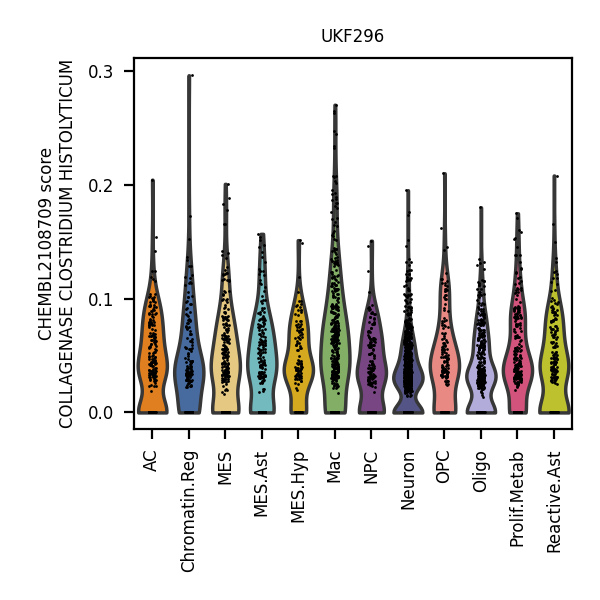 UKF296
CHEMBL2108709 score
COLLAGENASE CLOSTRIDIUM HISTOLYTICUM
0.3
0.2
0.1
0.0
AC
Chromatin.Reg
MES
MES.Ast
MES.Hyp
Mac
NPC
Neuron
OPC
Oligo
Prolif.Metab
Reactive.Ast